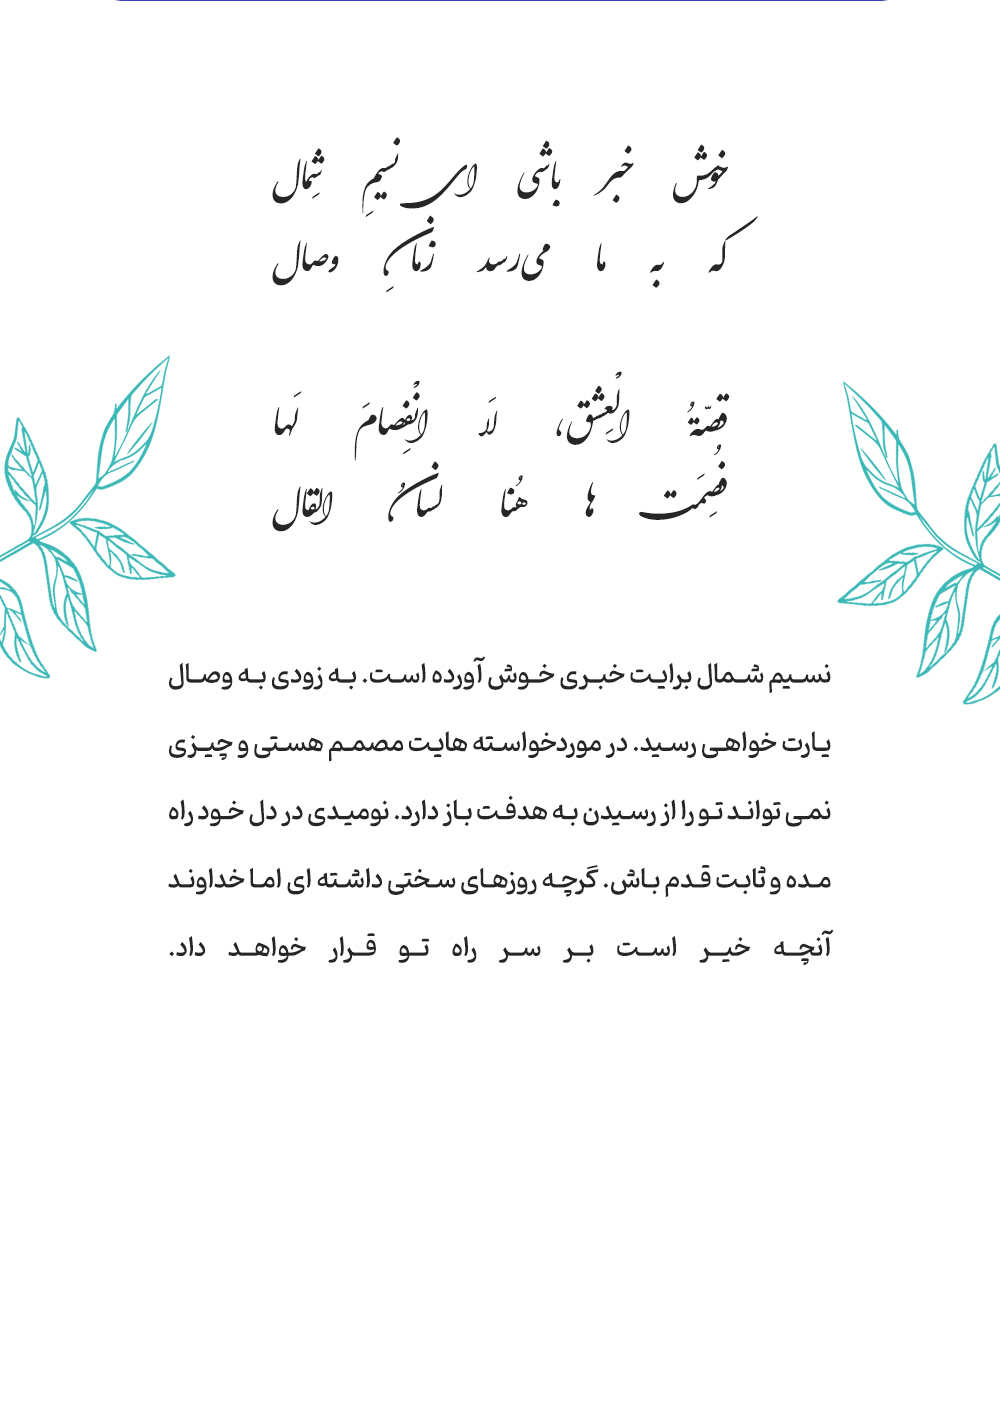 خوش خبر باشی ای نسیمِ شِمال
که به ما می‌رسد زمانِ وصال
قصّةُ الْعِشق، لَا انْفِصامَ لَها
فُصِمَت ها هُنا لسانُ القال
نسیم شمال برایت خبری خوش آورده است. به زودی به وصال
یارت خواهی رسید. در موردخواسته هایت مصمم هستی و چیزی
نمی تواند تو را از رسیدن به هدفت باز دارد. نومیدی در دل خود راه
مده و ثابت قدم باش. گرچه روزهای سختی داشته ای اما خداوند
آنچه خیر است بر سر راه تو قرار خواهد داد.